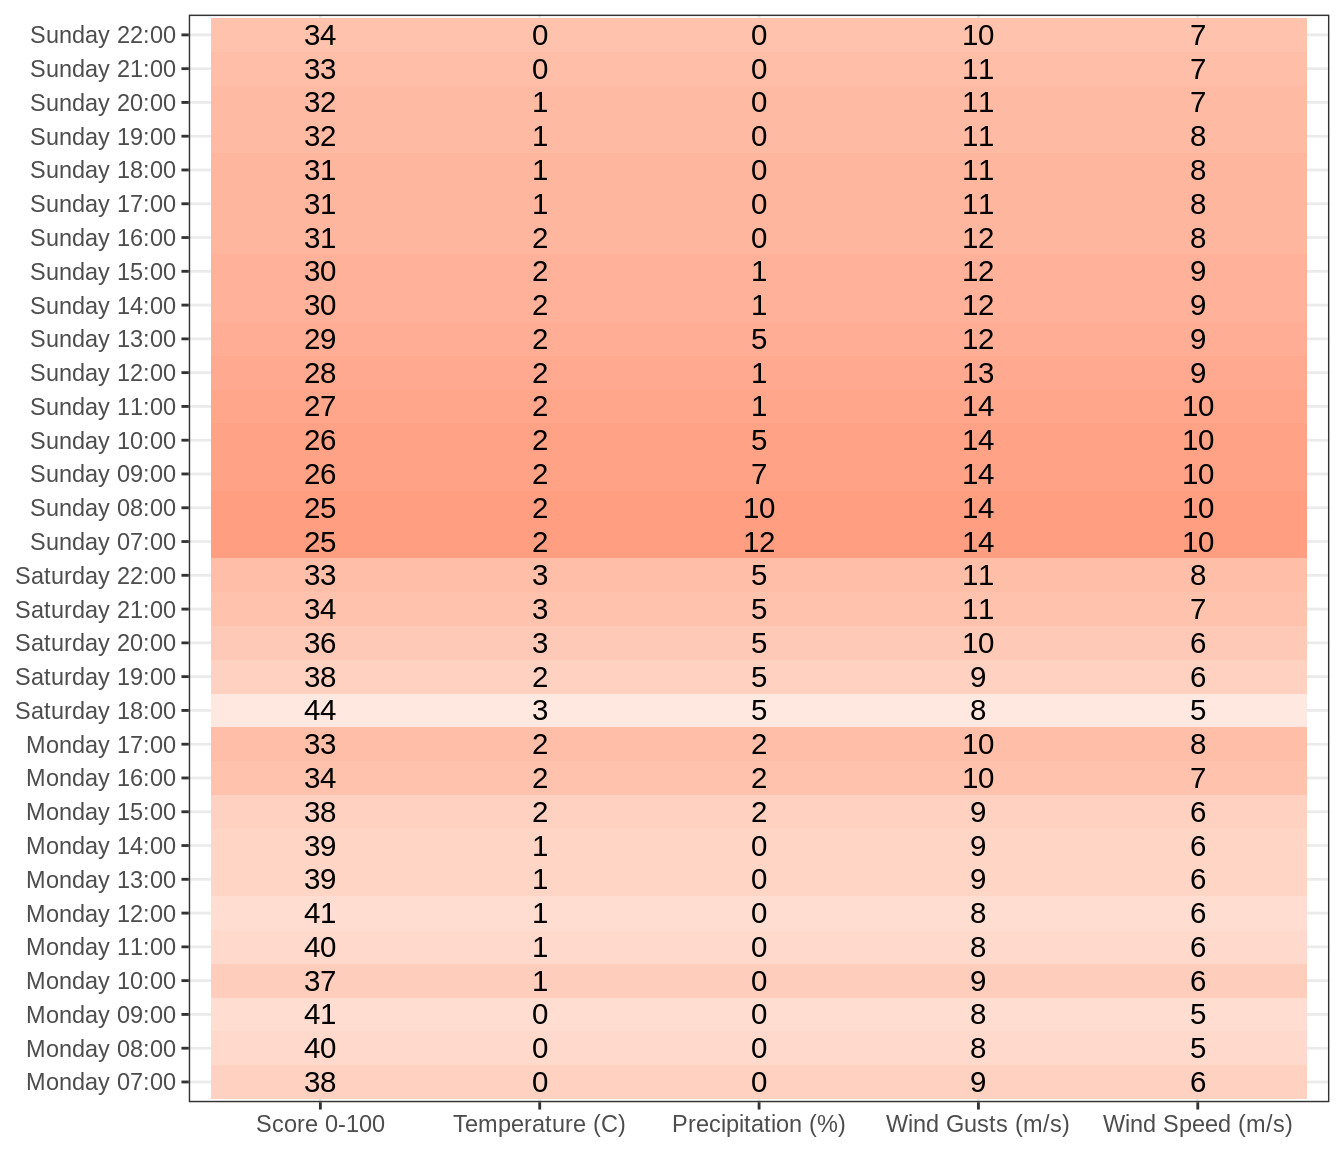 Sunday 22:00 34 0 0 10 7
Sunday 21:00 33 0 0 11 7
Sunday 20:00 32 1 0 11 7
Sunday 19:00 32 1 0 11 8
Sunday 18:00 31 1 0 11 8
Sunday 17:00 31 1 0 11 8
Sunday 16:00 31 2 0 12 8
Sunday 15:00 30 2 1 12 9
Sunday 14:00 30 2 1 12 9
Sunday 13:00 29 2 5 12 9
Sunday 12:00 28 2 1 13 9
Sunday 11:00 27 2 1 14 10
Sunday 10:00 26 2 5 14 10
Sunday 09:00 26 2 7 14 10
Sunday 08:00 25 2 10 14 10
Sunday 07:00 25 2 12 14 10
Saturday 22:00 33 3 5 11 8
Saturday 21:00 34 3 5 11 7
Saturday 20:00 36 3 5 10 6
Saturday 19:00 38 2 5 9 6
Saturday 18:00 44 3 5 8 5
Monday 17:00 33 2 2 10 8
Monday 16:00 34 2 2 10 7
Monday 15:00 38 2 2 9 6
Monday 14:00 39 1 0 9 6
Monday 13:00 39 1 0 9 6
Monday 12:00 41 1 0 8 6
Monday 11:00 40 1 0 8 6
Monday 10:00 37 1 0 9 6
Monday 09:00 41 0 0 8 5
Monday 08:00 40 0 0 8 5
Monday 07:00 38 0 0 9 6
Score 0-100 Temperature (C) Precipitation (%) Wind Gusts (m/s) Wind Speed (m/s)